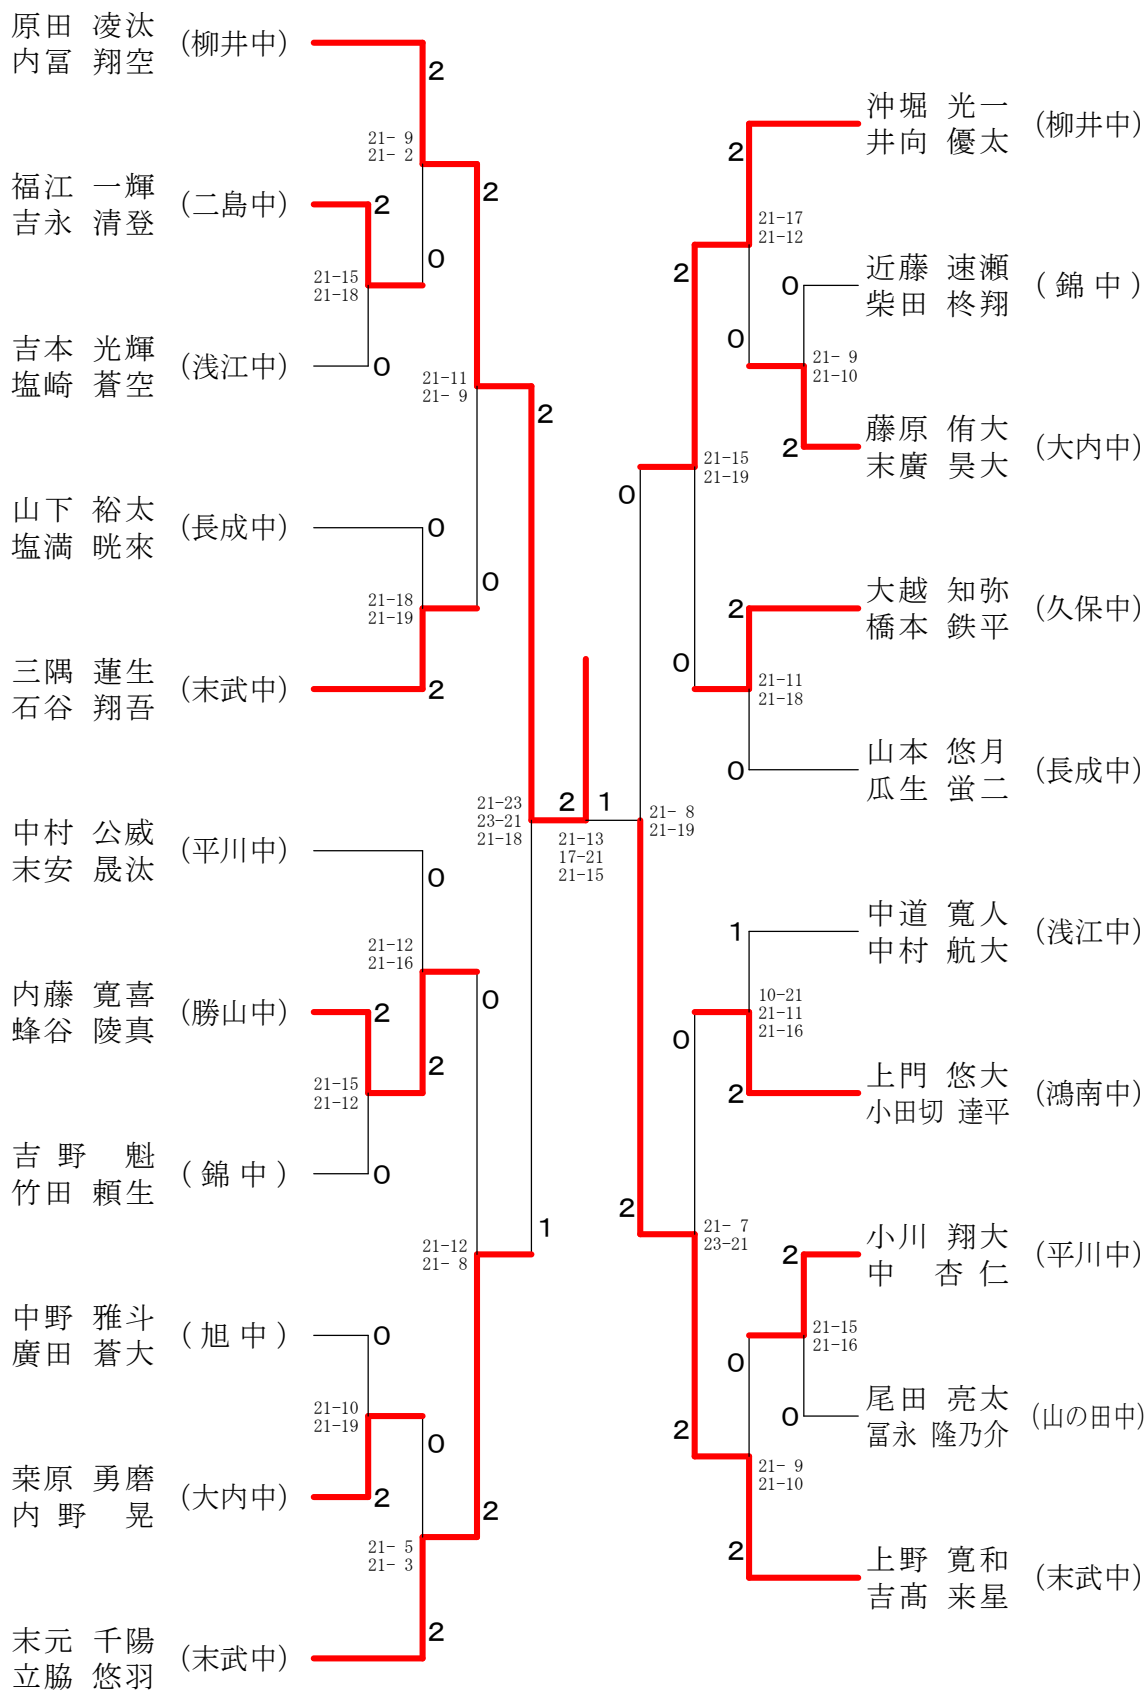 原田 凌汰
内冨 翔空
(柳井中)
2
21- 9
21- 2
2
福江 一輝
吉永 清登
(二島中)
2
0
21-15
21-18
吉本 光輝
塩崎 蒼空
(浅江中)
0
21-11
21- 9
2
山下 裕太
塩満 晄來
(長成中)
0
0
21-18
21-19
三隅 蓮生
石谷 翔吾
(末武中)
2
21-23
23-21
21-18
中村 公威
末安 晟汰
(平川中)
0
21-12
21-16
内藤 寛喜
蜂谷 陵真
(勝山中)
2
0
2
21-15
21-12
吉野 魁
竹田 頼生
(錦中)
0
21-12
21- 8
1
中野 雅斗
廣田 蒼大
(旭中)
0
21-10
21-19
0
桒原 勇磨
内野 晃
(大内中)
2
2
21- 5
21- 3
末元 千陽
立脇 悠羽
(末武中)
2
2
1
21-13
17-21
21-15
沖堀 光一
井向 優太
(柳井中)
2
21-17
21-12
2
近藤 速瀬
柴田 柊翔
(錦中)
0
0
21- 9
21-10
藤原 侑大
末廣 昊大
(大内中)
2
21-15
21-19
0
大越 知弥
橋本 鉄平
(久保中)
2
0
21-11
21-18
山本 悠月
瓜生 蛍二
(長成中)
0
21- 8
21-19
中道 寛人
中村 航大
(浅江中)
1
10-21
21-11
21-16
0
上門 悠大
小田切 達平
(鴻南中)
2
2
21- 7
23-21
小川 翔大
中 杏仁
(平川中)
2
21-15
21-16
0
尾田 亮太
冨永 隆乃介
(山の田中)
0
2
21- 9
21-10
上野 寛和
吉髙 来星
(末武中)
2